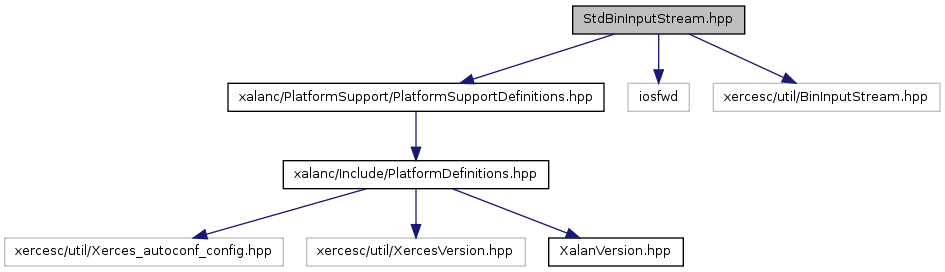 StdBinInputStream.hpp
xalanc/PlatformSupport/PlatformSupportDefinitions.hpp
iosfwd
xercesc/util/BinInputStream.hpp
xalanc/Include/PlatformDefinitions.hpp
xercesc/util/Xerces_autoconf_config.hpp
xercesc/util/XercesVersion.hpp
XalanVersion.hpp